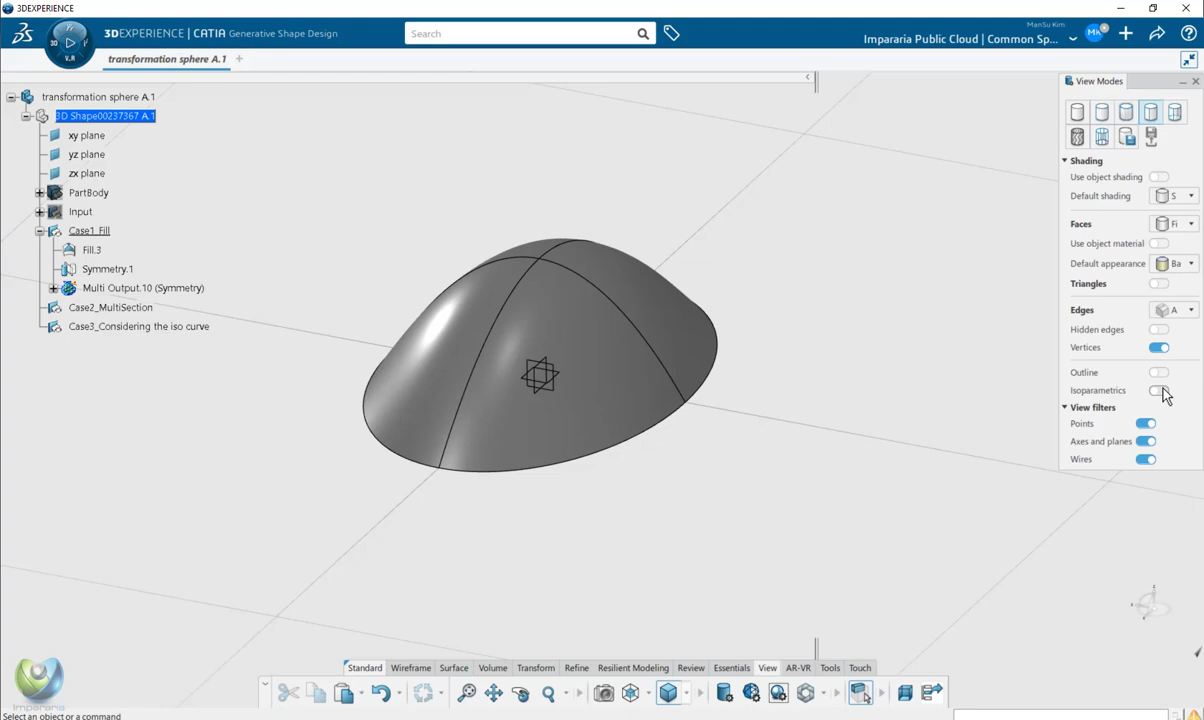 3DEXPERIENCE
3DEXPERIENCE | CATIA Generative Shape Design
Search
ManSu Kim
Impararia Public Cloud | Common Sp...
MK
3D
V.R
transformation sphere A.1
transformation sphere A.1
3D Shape00237367 A.1
xy plane
yz plane
zx plane
PartBody
Input
Case1_Fill
Fill.3
Symmetry.1
Multi Output.10 (Symmetry)
Case2_MultiSection
Case3_Considering the iso curve
View Modes
Shading
Use object shading
Default shading S
Faces Fi
Use object material
Default appearance Ba
Triangles
Edges A
Hidden edges
Vertices
Outline
Isoparametrics
View filters
Points
Axes and planes
Wires
Impararia
Standard Wireframe Surface Volume Transform Refine Resilient Modeling Review Essentials View AR-VR Tools Touch
Select an object or a command